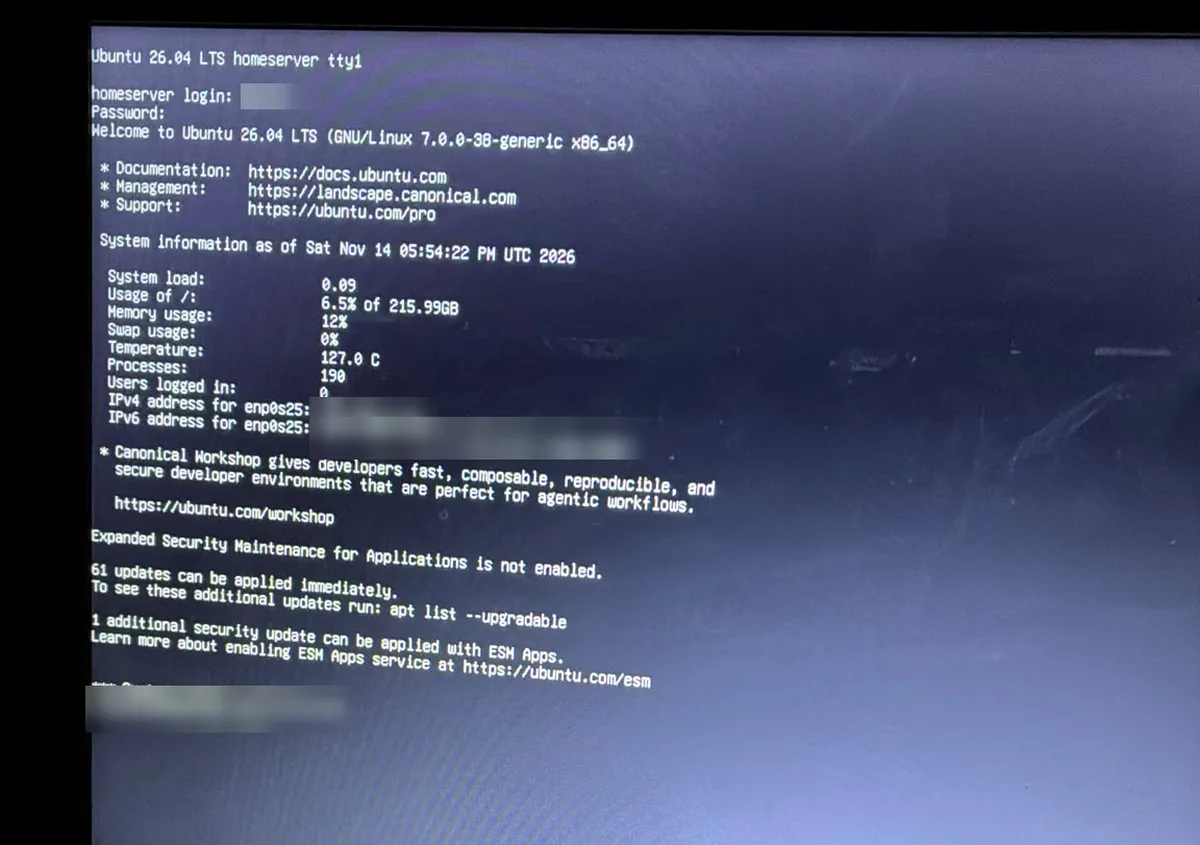 Ubuntu 26.04 LTS homeserver tty1
homeserver login:
Password:
Welcome to Ubuntu 26.04 LTS (GNU/Linux 7.0.0-38-generic x86_64)
* Documentation: https://docs.ubuntu.com
* Management: https://landscape.canonical.com
* Support: https://ubuntu.com/pro
System information as of Sat Nov 14 05:54:22 PM UTC 2026
System load: 0.09
Usage of /: 6.5% of 215.99GB
Memory usage: 12%
Swap usage: 0%
Temperature: 127.0 C
Processes: 190
Users logged in: 0
IPv4 address for enp0s25:
IPv6 address for enp0s25:
* Canonical Workshop gives developers fast, composable, reproducible, and
secure developer environments that are perfect for agentic workflows.
https://ubuntu.com/workshop
Expanded Security Maintenance for Applications is not enabled.
61 updates can be applied immediately.
To see these additional updates run: apt list --upgradable
1 additional security update can be applied with ESM Apps.
Learn more about enabling ESM Apps service at https://ubuntu.com/esm